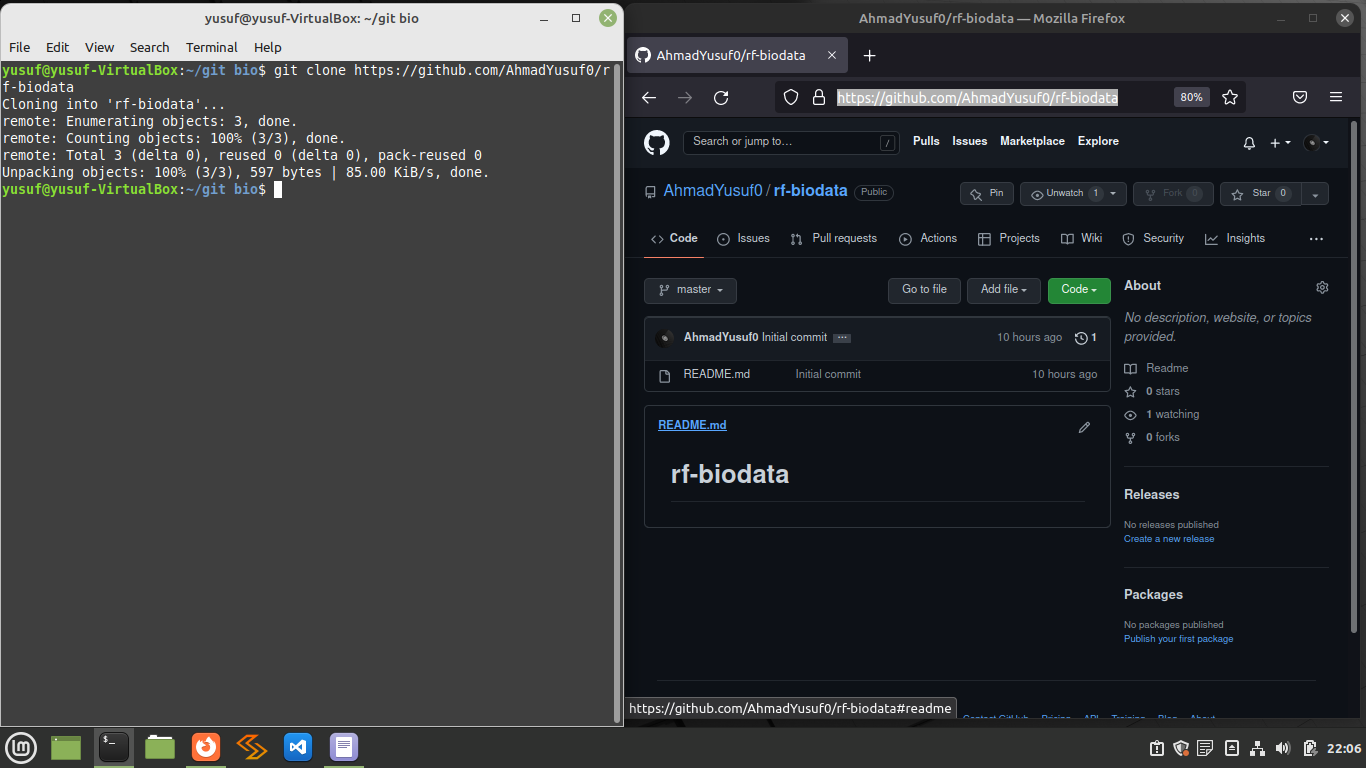 yusuf@yusuf-VirtualBox: ~/git bio
File Edit View Search Terminal Help
yusuf@yusuf-VirtualBox:~/git bio$ git clone https://github.com/AhmadYusuf0/r
f-biodata
Cloning into 'rf-biodata'...
remote: Enumerating objects: 3, done.
remote: Counting objects: 100% (3/3), done.
remote: Total 3 (delta 0), reused 0 (delta 0), pack-reused 0
Unpacking objects: 100% (3/3), 597 bytes | 85.00 KiB/s, done.
yusuf@yusuf-VirtualBox:~/git bio$
AhmadYusuf0/rf-biodata — Mozilla Firefox
AhmadYusuf0/rf-biodata
https://github.com/AhmadYusuf0/rf-biodata 80%
Search or jump to… / Pulls Issues Marketplace Explore
AhmadYusuf0 / rf-biodata Public Pin Unwatch 1 Fork 0 Star 0
Code Issues Pull requests Actions Projects Wiki Security Insights
master Go to file Add file Code
AhmadYusuf0 Initial commit 10 hours ago 1
README.md Initial commit 10 hours ago
README.md
rf-biodata
About
No description, website, or topics
provided.
Readme
0 stars
1 watching
0 forks
Releases
No releases published
Create a new release
Packages
No packages published
Publish your first package
https://github.com/AhmadYusuf0/rf-biodata#readme
Contact GitHub Pricing API Training Blog About
22:06